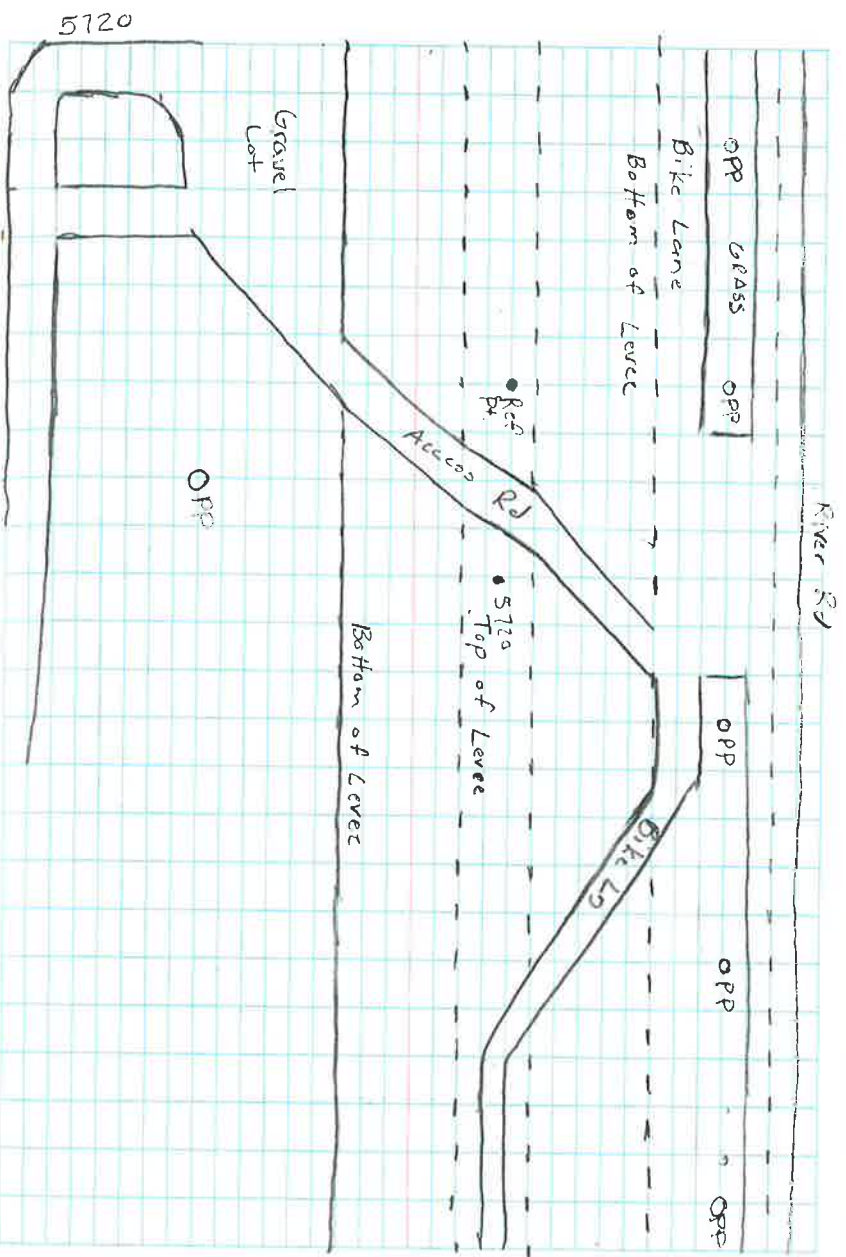 5720
River Rd
OPP GRASS OPP
Bike Lane
Bottom of Levee
Ref
Pt.
Access Rd
5720
Top of Levee
Gravel
Lot
OPP
Bottom of Levee
OPP
OPP
OPP
Bike Ln